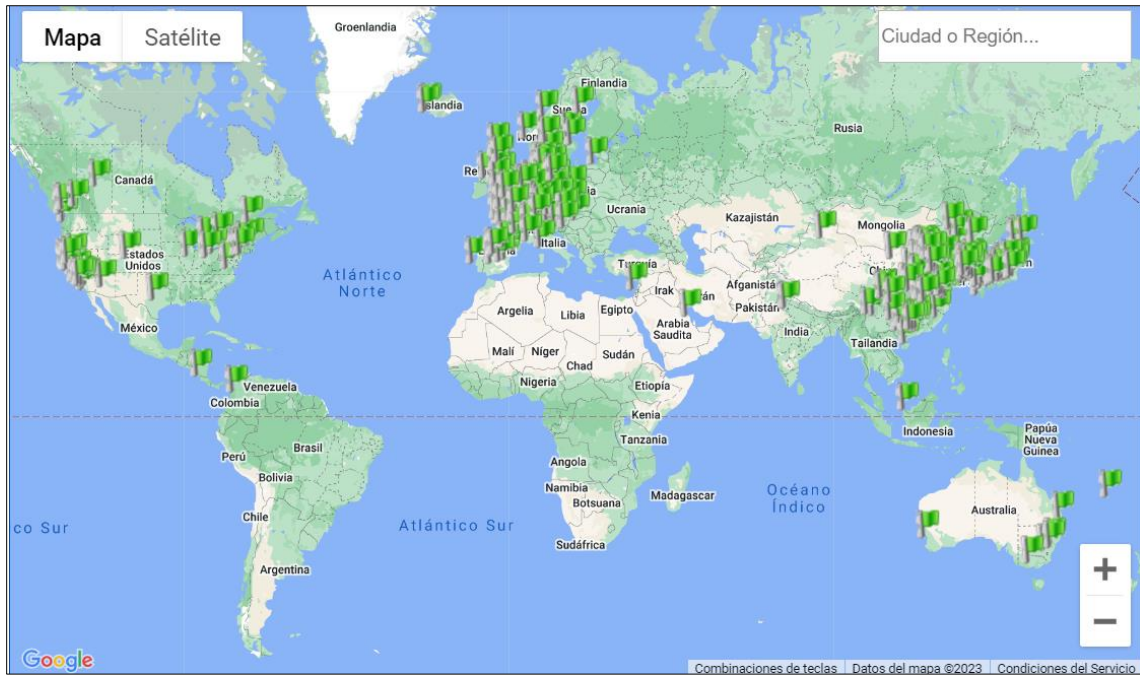 Mapa
Satélite
Ciudad o Región...
Groenlandia
Finlandia
Islandia
Rusia
Canadá
Ucrania
Kazajistán
Mongolia
Italia
Estados
Unidos
Atlántico
Norte
Turquía
Irak
Afganistá
Pakistán
Argelia
Libia
Egipto
Arabia
Saudita
India
México
Malí
Níger
Sudán
Chad
Tailandia
Venezuela
Nigeria
Etiopía
Colombia
Kenia
Indonesia
Papúa
Nueva
Guinea
Tanzania
Perú
Brasil
Angola
Bolivia
Namibia
Botsuana
Madagascar
Océano
Índico
Australia
Chile
co Sur
Atlántico Sur
Sudáfrica
Argentina
+
−
Google
Combinaciones de teclas
Datos del mapa ©2023
Condiciones del Servicio